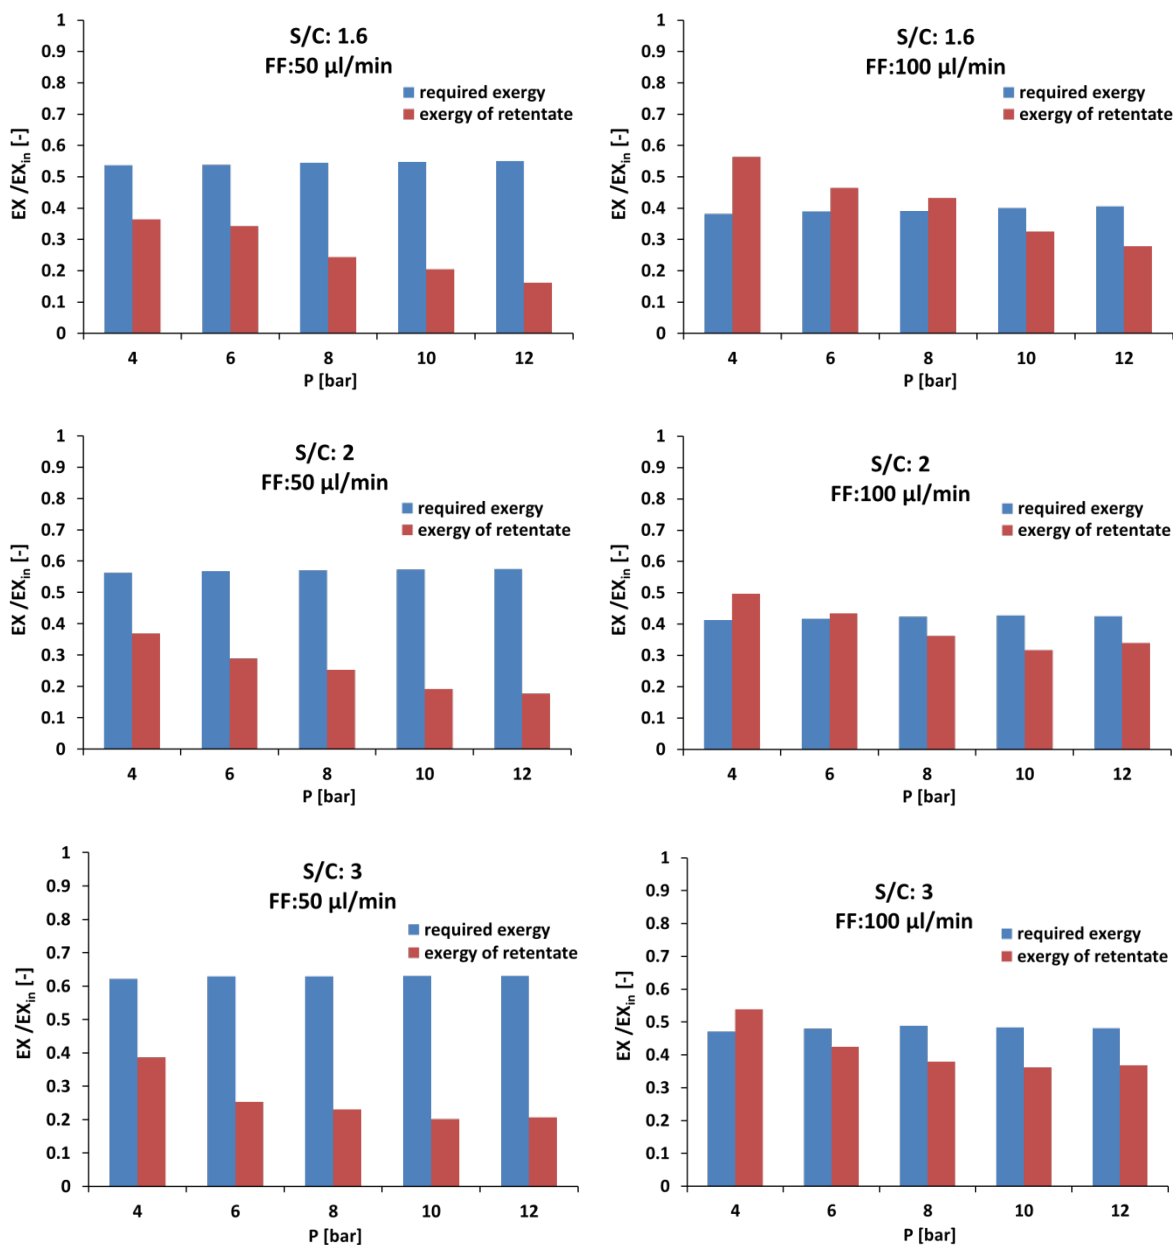 S/C: 1.6
FF:50 µl/min
required exergy
exergy of retentate
EX /EXin [-]
1
0.9
0.8
0.7
0.6
0.5
0.4
0.3
0.2
0.1
0
4 6 8 10 12
P [bar]
S/C: 1.6
FF:100 µl/min
required exergy
exergy of retentate
EX /EXin [-]
1
0.9
0.8
0.7
0.6
0.5
0.4
0.3
0.2
0.1
0
4 6 8 10 12
P [bar]
S/C: 2
FF:50 µl/min
required exergy
exergy of retentate
EX /EXin [-]
1
0.9
0.8
0.7
0.6
0.5
0.4
0.3
0.2
0.1
0
4 6 8 10 12
P [bar]
S/C: 2
FF:100 µl/min
required exergy
exergy of retentate
EX /EXin [-]
1
0.9
0.8
0.7
0.6
0.5
0.4
0.3
0.2
0.1
0
4 6 8 10 12
P [bar]
S/C: 3
FF:50 µl/min
required exergy
exergy of retentate
EX /EXin [-]
1
0.9
0.8
0.7
0.6
0.5
0.4
0.3
0.2
0.1
0
4 6 8 10 12
P [bar]
S/C: 3
FF:100 µl/min
required exergy
exergy of retentate
EX /EXin [-]
1
0.9
0.8
0.7
0.6
0.5
0.4
0.3
0.2
0.1
0
4 6 8 10 12
P [bar]